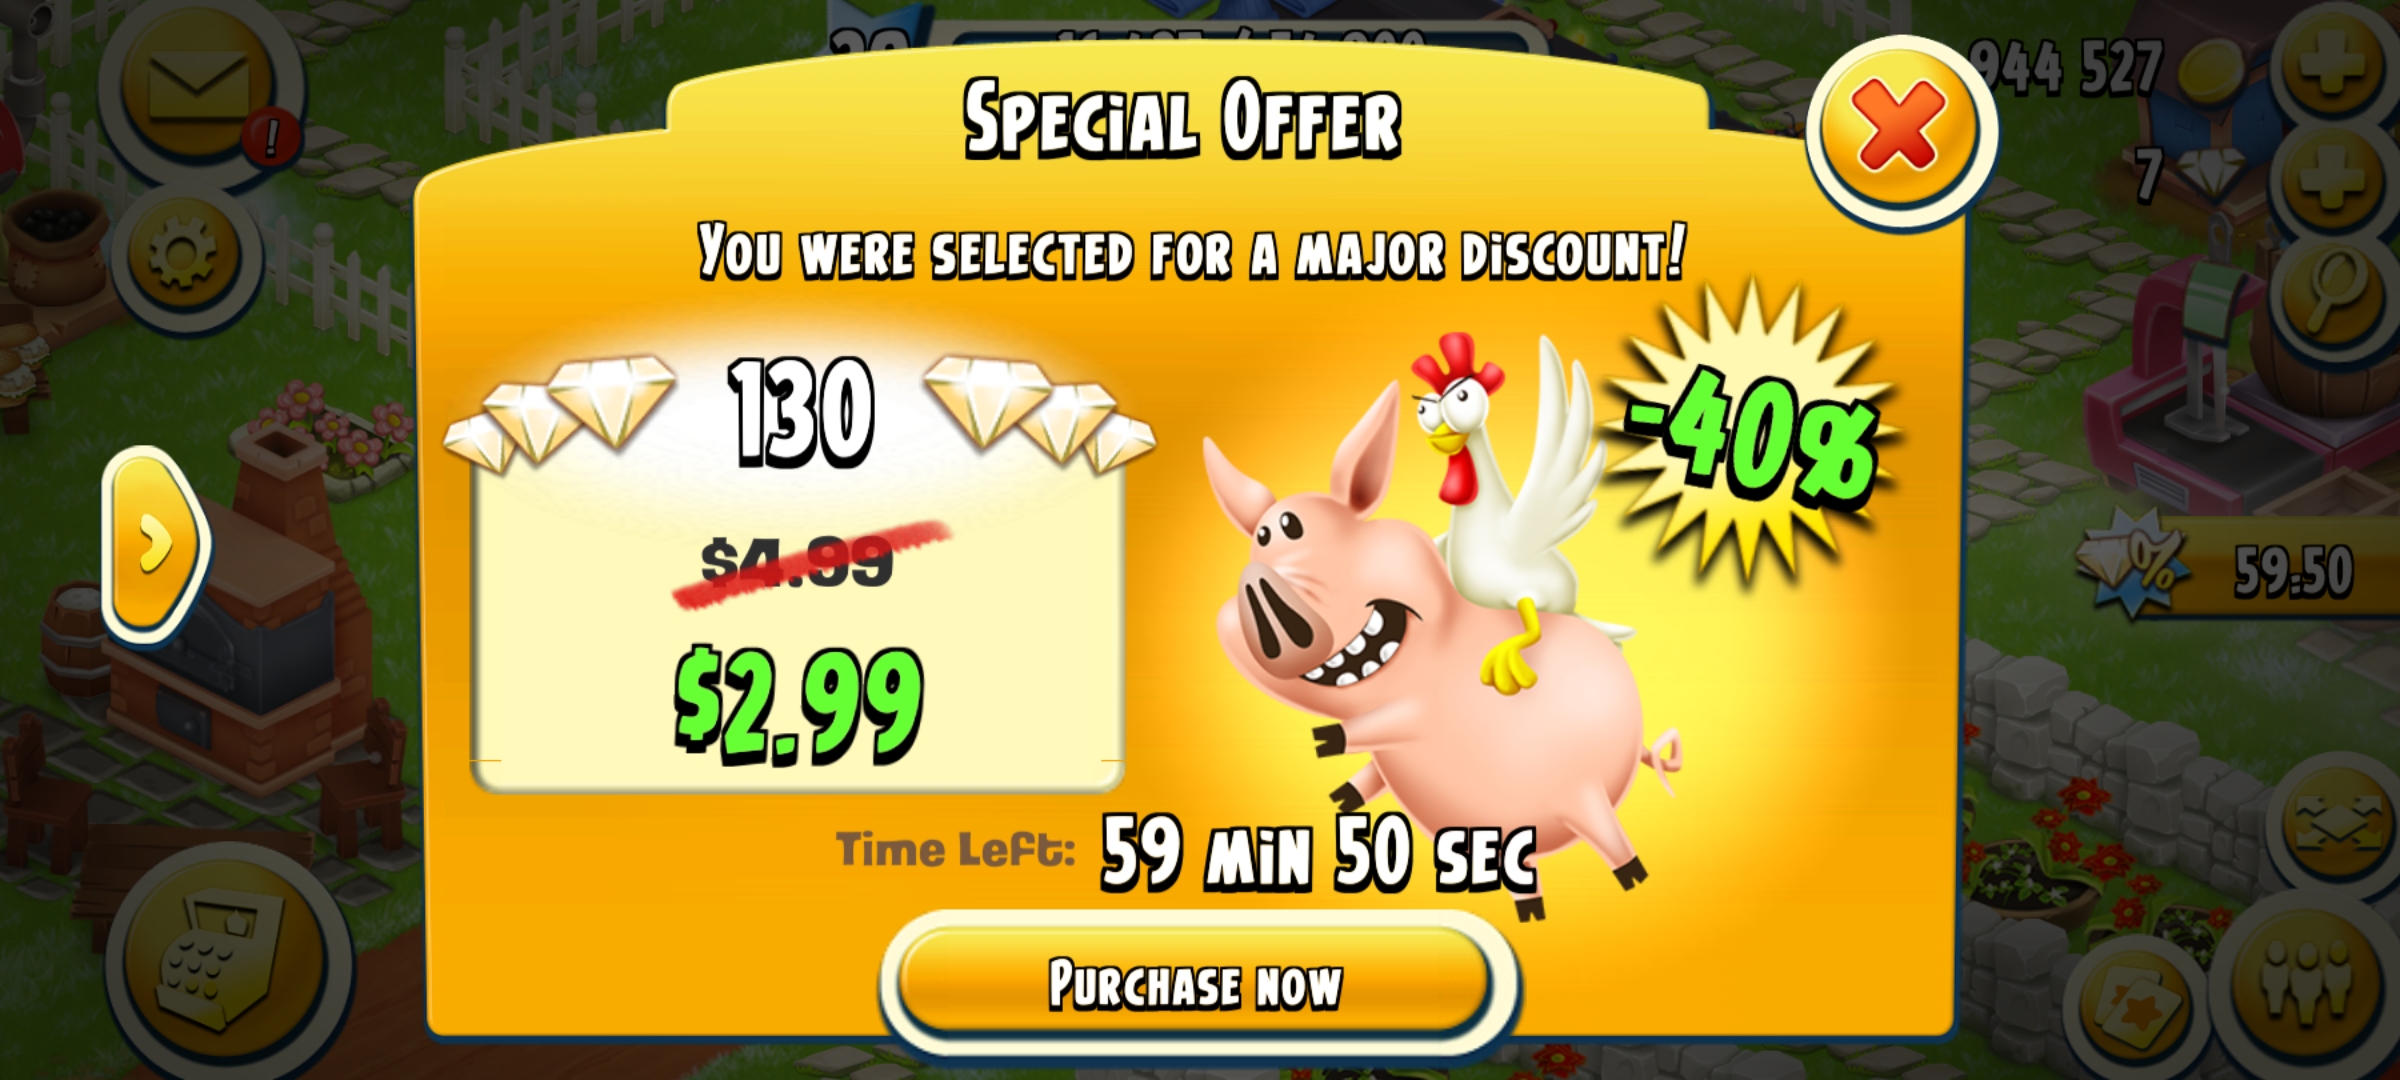 944 527
Special Offer
!
7
You were selected for a major discount!
130
-40%
$4.99
%
59:50
$2.99
Time Left: 59 min 50 sec
Purchase now